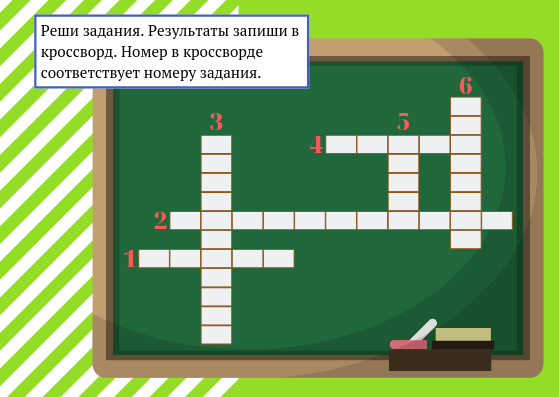 Реши задания. Результаты запиши в
кроссворд. Номер в кроссворде
соответствует номеру задания.
6
3
5
4
2
1